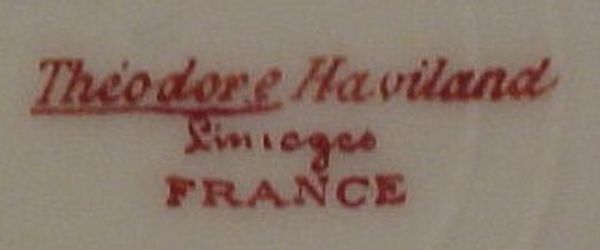 Théodore Haviland
Limoges
FRANCE